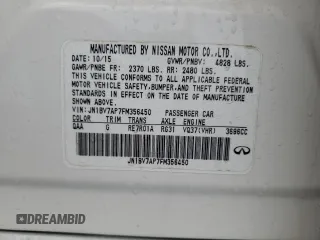 MANUFACTURED BY NISSAN MOTOR CO.,LTD.
DATE: 10/15 GVWR/PNBV: 4828 LBS.
GAWR/PNBE FR: 2370 LBS. RR: 2480 LBS.
THIS VEHICLE CONFORMS TO ALL APPLICABLE FEDERAL
MOTOR VEHICLE SAFETY, BUMPER, AND THEFT PREVENTION
STANDARDS IN EFFECT ON THE DATE OF MANUFACTURE
SHOWN ABOVE.
VIN: JN1BV7AP7FM356450 PASSENGER CAR
COLOR TRIM TRANS AXLE ENGINE
QAA G RE7R01A RG31 VQ37(VHR) 3696CC
JN1BV7AP7FM356450
INFINITI
AUTOBIDMASTER